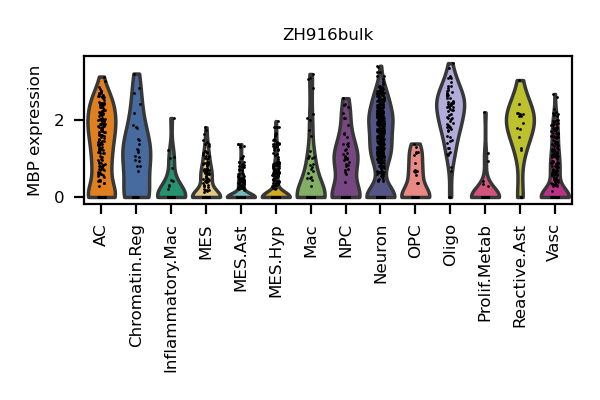 ZH916bulk
MBP expression
2
0
AC
Chromatin.Reg
Inflammatory.Mac
MES
MES.Ast
MES.Hyp
Mac
NPC
Neuron
OPC
Oligo
Prolif.Metab
Reactive.Ast
Vasc